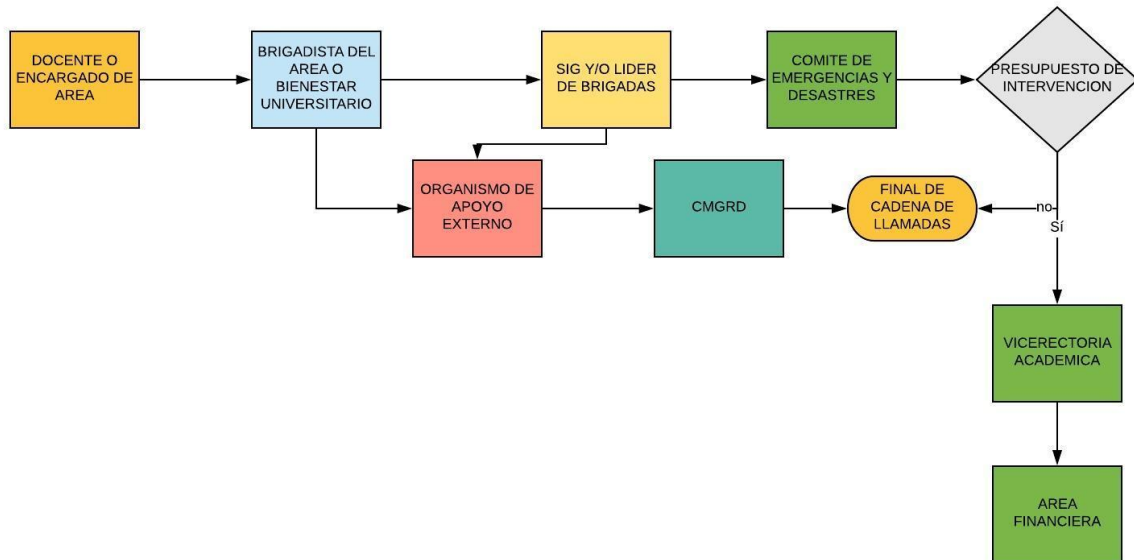 DOCENTE O
ENCARGADO DE
AREA
BRIGADISTA DEL
AREA O
BIENESTAR
UNIVERSITARIO
SIG Y/O LIDER
DE BRIGADAS
COMITE DE
EMERGENCIAS Y
DESASTRES
PRESUPUESTO DE
INTERVENCION
ORGANISMO DE
APOYO
EXTERNO
CMGRD
FINAL DE
CADENA DE
LLAMADAS
no
Sí
VICERECTORIA
ACADEMICA
AREA
FINANCIERA